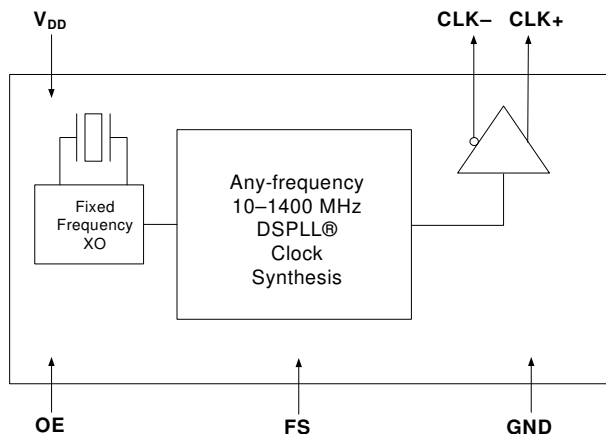 VDD
CLK–
CLK+
Fixed
Frequency
XO
Any-frequency
10–1400 MHz
DSPLL®
Clock
Synthesis
OE
FS
GND